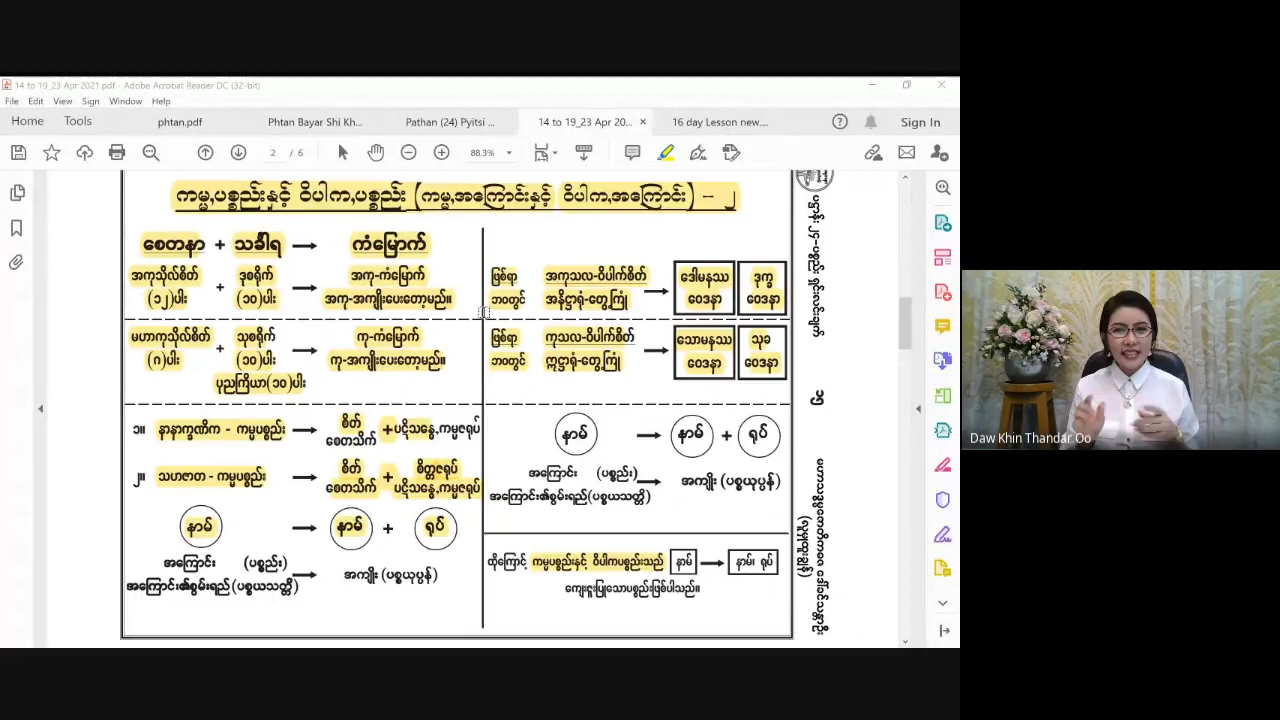 14 to 19_23 Apr 2021.pdf - Adobe Acrobat Reader DC (32-bit)
File Edit View Sign Window Help
Home Tools phtan.pdf Phtan Bayar Shi Kh... Pathan (24) Pyitsi ... 14 to 19_23 Apr 20... × 16 day Lesson new.... Sign In
2 / 6 88.3%
ကမ္မ,ပစ္စည်းနှင့် ဝိပါက,ပစ္စည်း (ကမ္မ,အကြောင်းနှင့် ဝိပါက,အကြောင်း) – ၂
စေတနာ + သင်္ခါရ → ကံမြောက်
အကုသိုလ်စိတ် ဒုစရိုက် အကု-ကံမြောက်
(၁၂)ပါး + (၁၀)ပါး → အကု-အကျိုးပေးတော့မည်။
ဖြစ်ရာ အကုသလ-ဝိပါက်စိတ် ဒေါမနဿ ဒုက္ခ
ဘဝတွင် အနိဋ္ဌာရုံ-တွေ့ကြုံ → ဝေဒနာ ဝေဒနာ
မဟာကုသိုလ်စိတ် သုစရိုက် ကု-ကံမြောက်
(၈)ပါး + (၁၀)ပါး → ကု-အကျိုးပေးတော့မည်။
ပုညကြိယာ(၁၀)ပါး
ဖြစ်ရာ ကုသလ-ဝိပါက်စိတ် သောမနဿ သုခ
ဘဝတွင် ဣဋ္ဌာရုံ-တွေ့ကြုံ → ဝေဒနာ ဝေဒနာ
၁။ နာနာက္ခဏိက - ကမ္မပစ္စည်း → စိတ် +ပဋိသန္ဓေ,ကမ္မဇရုပ်
စေတသိက်
၂။ သဟဇာတ - ကမ္မပစ္စည်း → စိတ် + စိတ္တဇရုပ်
စေတသိက် ပဋိသန္ဓေ,ကမ္မဇရုပ်
နာမ် → နာမ် + ရုပ်
အကြောင်း (ပစ္စည်း)
အကြောင်း၏စွမ်းရည်(ပစ္စယသတ္တိ) → အကျိုး (ပစ္စယုပ္ပန်)
နာမ် → နာမ် + ရုပ်
အကြောင်း (ပစ္စည်း)
အကြောင်း၏စွမ်းရည်(ပစ္စယသတ္တိ) → အကျိုး (ပစ္စယုပ္ပန်)
ထို့ကြောင့် ကမ္မပစ္စည်းနှင့် ဝိပါကပစ္စည်းသည် နာမ် → နာမ်၊ ရုပ်
ကျေးဇူးပြုသောပစ္စည်းဖြစ်ပါသည်။
ပဋ္ဌာန်း ၂၄-ပစ္စည်း ရှင်းလင်းချက်
Daw Khin Thandar Oo